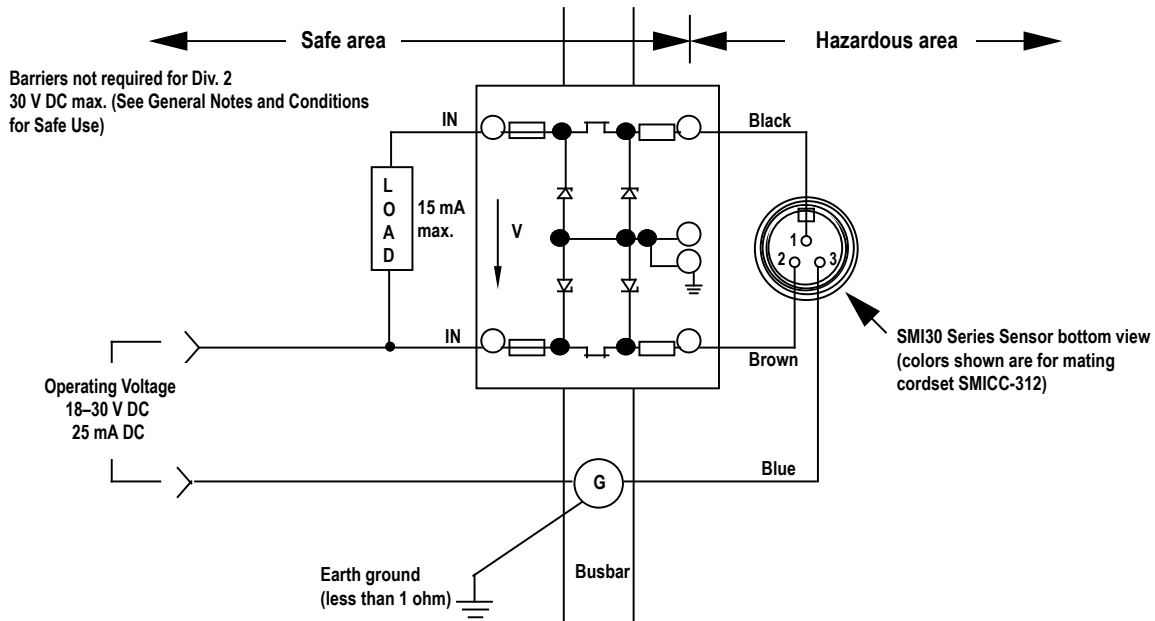 Safe area
Hazardous area
Barriers not required for Div. 2
30 V DC max. (See General Notes and Conditions
for Safe Use)
IN
Black
L
O
A
D
15 mA
max.
V
1
2
3
IN
Brown
SMI30 Series Sensor bottom view
(colors shown are for mating
cordset SMICC-312)
Operating Voltage
18–30 V DC
25 mA DC
G
Blue
Earth ground
(less than 1 ohm)
Busbar